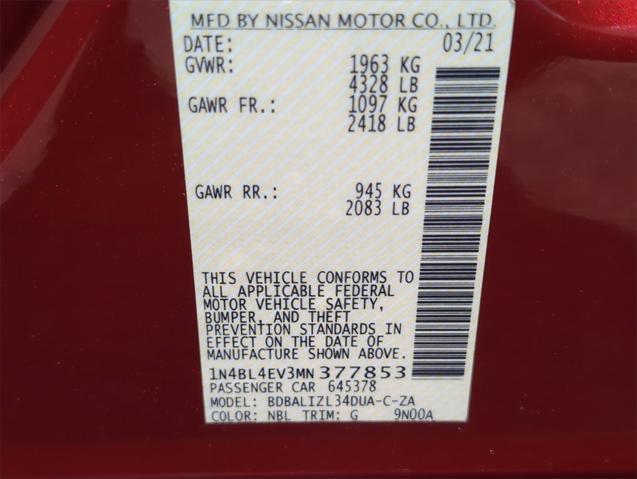 MFD BY NISSAN MOTOR CO., LTD.
DATE: 03/21
GVWR: 1963 KG
4328 LB
GAWR FR.: 1097 KG
2418 LB
GAWR RR.: 945 KG
2083 LB
THIS VEHICLE CONFORMS TO
ALL APPLICABLE FEDERAL
MOTOR VEHICLE SAFETY,
BUMPER, AND THEFT
PREVENTION STANDARDS IN
EFFECT ON THE DATE OF
MANUFACTURE SHOWN ABOVE.
1N4BL4EV3MN377853
PASSENGER CAR 645378
MODEL: BDBALIZL34DUA-C-ZA
COLOR: NBL TRIM: G 9N00A